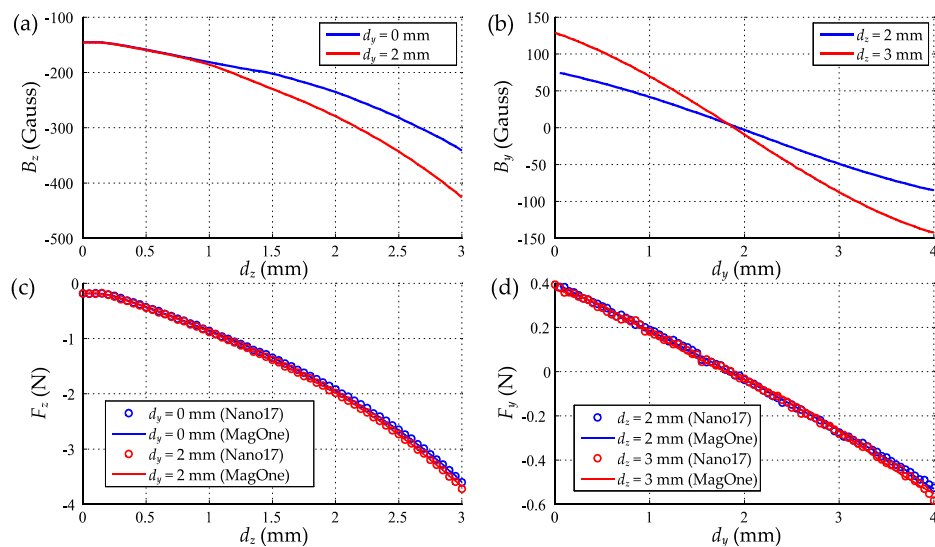 (a)
-100
-200
-300
-400
-500
0
0.5
1
1.5
2
2.5
3
B_z (Gauss)
d_z (mm)
d_y = 0 mm
d_y = 2 mm
(b)
150
100
50
0
-50
-100
-150
0
1
2
3
4
B_y (Gauss)
d_y (mm)
d_z = 2 mm
d_z = 3 mm
(c)
0
-1
-2
-3
-4
0
0.5
1
1.5
2
2.5
3
F_z (N)
d_z (mm)
d_y = 0 mm (Nano17)
d_y = 0 mm (MagOne)
d_y = 2 mm (Nano17)
d_y = 2 mm (MagOne)
(d)
0.4
0.2
0
-0.2
-0.4
-0.6
0
1
2
3
4
F_y (N)
d_y (mm)
d_z = 2 mm (Nano17)
d_z = 2 mm (MagOne)
d_z = 3 mm (Nano17)
d_z = 3 mm (MagOne)